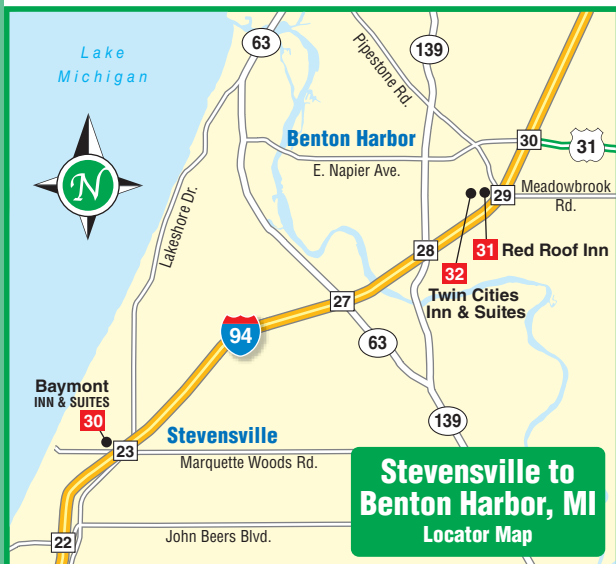 63
139
Lake
Michigan
Pipestone Rd.
N
Benton Harbor
E. Napier Ave.
30
31
29
Meadowbrook
Rd.
Lakeshore Dr.
28
31 Red Roof Inn
32
Twin Cities
Inn & Suites
27
94
63
Baymont
INN & SUITES
30
139
Stevensville
23
Marquette Woods Rd.
Stevensville to
Benton Harbor, MI
Locator Map
22
John Beers Blvd.